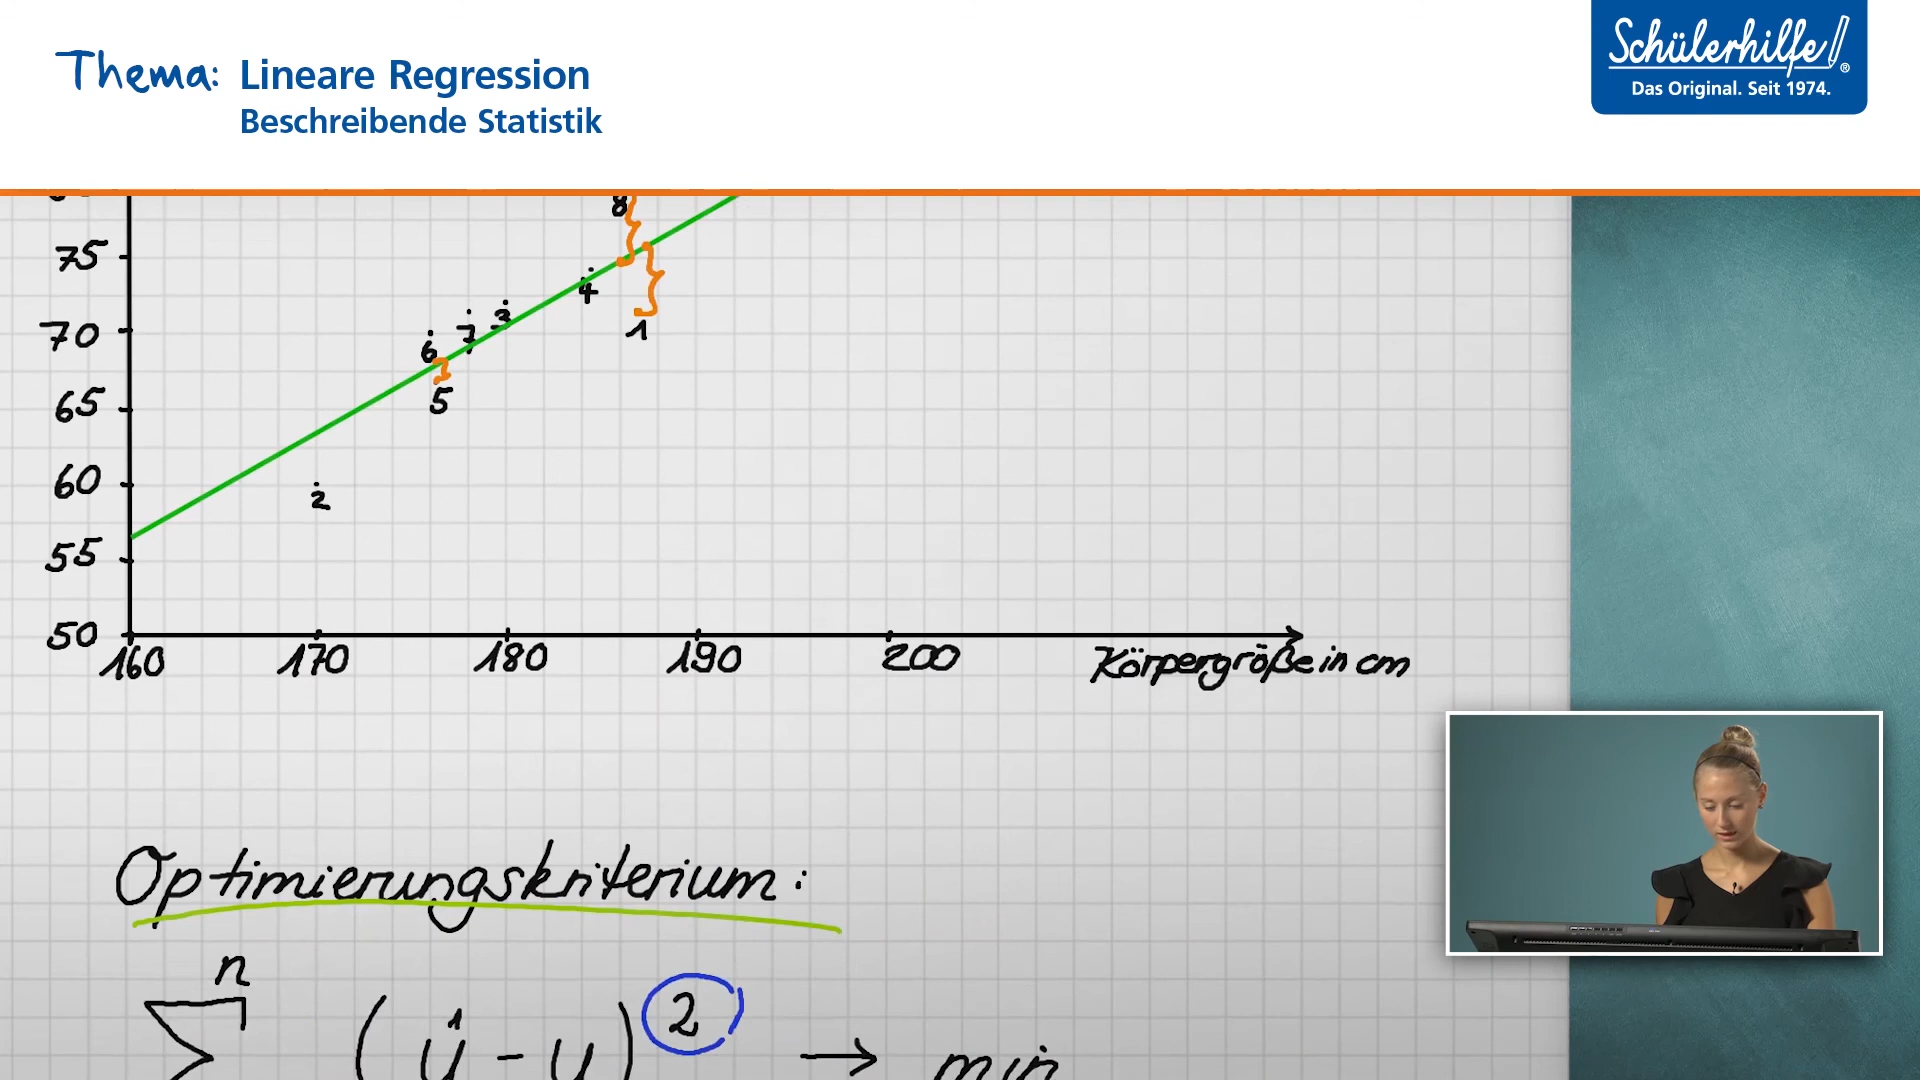 Thema: Lineare Regression
Beschreibende Statistik
Schülerhilfe!®
Das Original. Seit 1974.
8
75
4
70
3
7
1
6
65
5
60
2
55
50
160 170 180 190 200 Körpergröße in cm
Optimierungskriterium:
n
∑ (ŷ - y)² → min